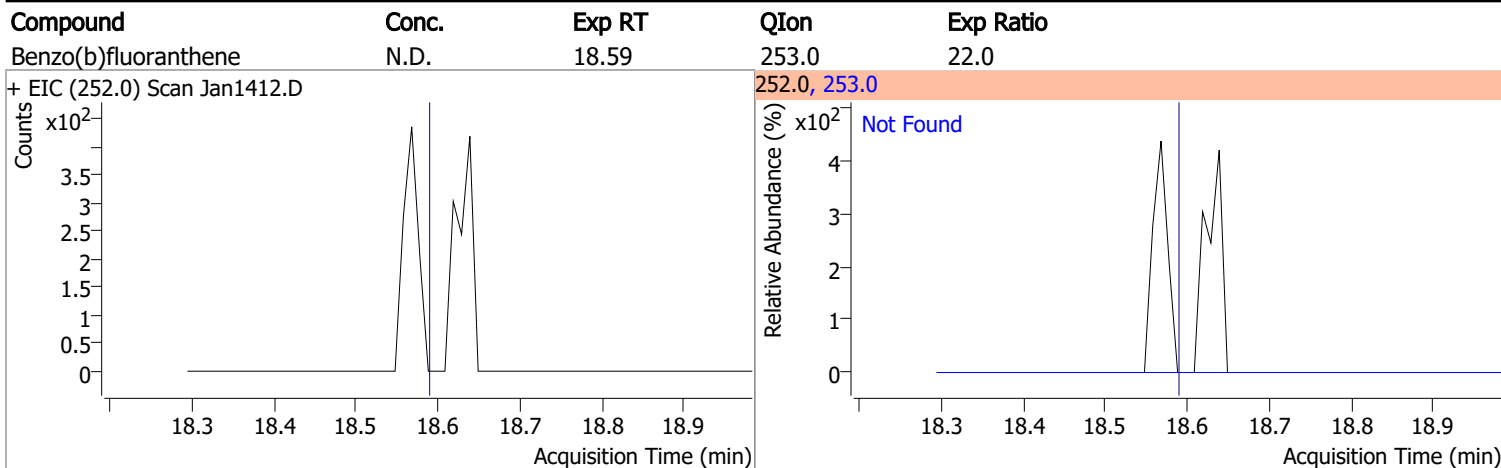 Compound Conc. Exp RT QIon Exp Ratio
Benzo(b)fluoranthene N.D. 18.59 253.0 22.0
+ EIC (252.0) Scan Jan1412.D
Counts
x10²
3.5
3
2.5
2
1.5
1
0.5
0
18.3 18.4 18.5 18.6 18.7 18.8 18.9
Acquisition Time (min)
252.0, 253.0
Relative Abundance (%)
x10²
Not Found
4
3
2
1
0
18.3 18.4 18.5 18.6 18.7 18.8 18.9
Acquisition Time (min)